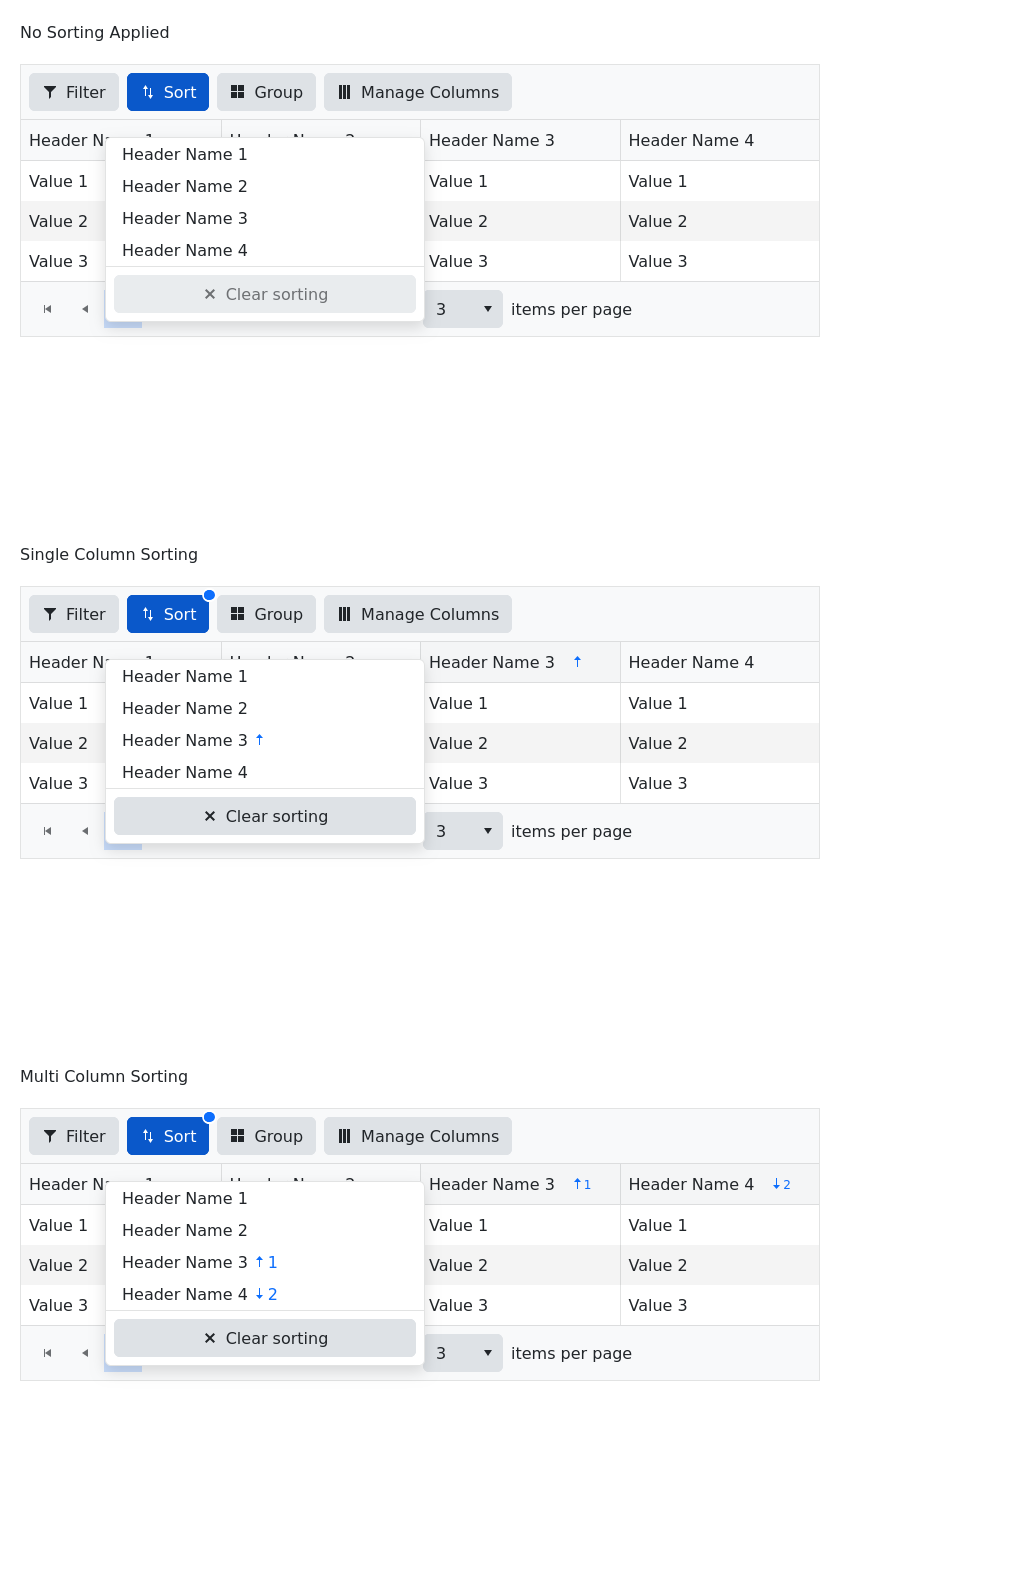 No Sorting Applied
Filter Sort Group Manage Columns
Header Header Name 3 Header Name 4
Header Name 1
Value 1 Value 1 Value 1
Header Name 2
Header Name 3
Value 2 Value 2 Value 2
Header Name 4
Value 3 Value 3 Value 3
Clear sorting
3 items per page
Single Column Sorting
Filter Sort Group Manage Columns
Header Header Name 3 Header Name 4
Header Name 1
Value 1 Value 1 Value 1
Header Name 2
Header Name 3
Value 2 Value 2 Value 2
Header Name 4
Value 3 Value 3 Value 3
Clear sorting
3 items per page
Multi Column Sorting
Filter Sort Group Manage Columns
Header Header Name 3 1 Header Name 4 2
Header Name 1
Value 1 Value 1 Value 1
Header Name 2
Header Name 3 1
Value 2 Value 2 Value 2
Header Name 4 2
Value 3 Value 3 Value 3
Clear sorting
3 items per page